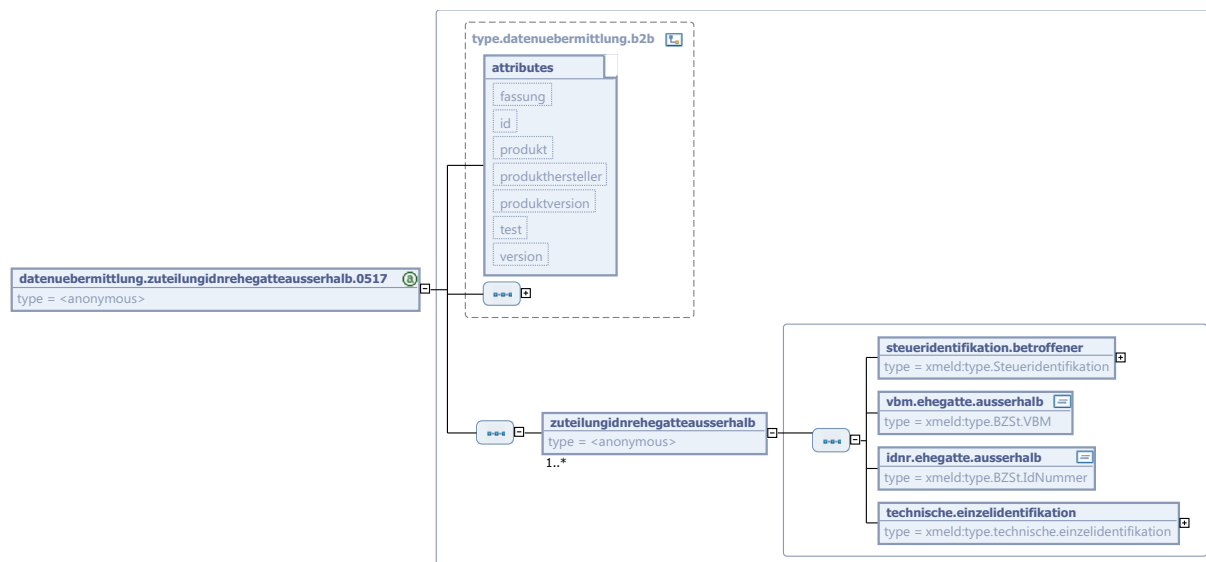 type.datenuebermittlung.b2b
attributes
fassung
id
produkt
produkthersteller
produktversion
test
version
datenuebermittlung.zuteilungidnrehegatteausserhalb.0517
a
type = <anonymous>
zuteilungidnrehegatteausserhalb
type = <anonymous>
1..*
steueridentifikation.betroffener
type = xmeld:type.Steueridentifikation
vbm.ehegatte.ausserhalb
type = xmeld:type.BZSt.VBM
idnr.ehegatte.ausserhalb
type = xmeld:type.BZSt.IdNummer
technische.einzelidentifikation
type = xmeld:type.technische.einzelidentifikation